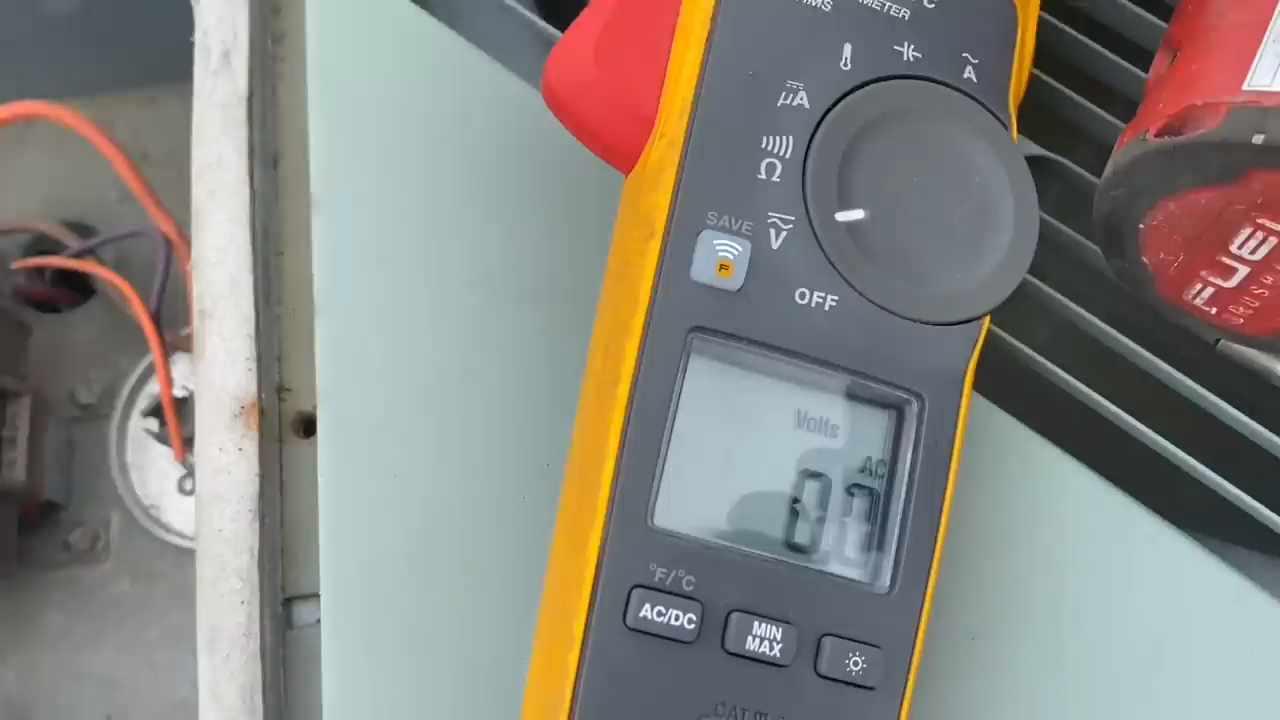 METER
°C
Ã
μA
Ω
SAVE
V
OFF
Volts
AC
°F/°C
AC/DC
MIN
MAX
FUEL